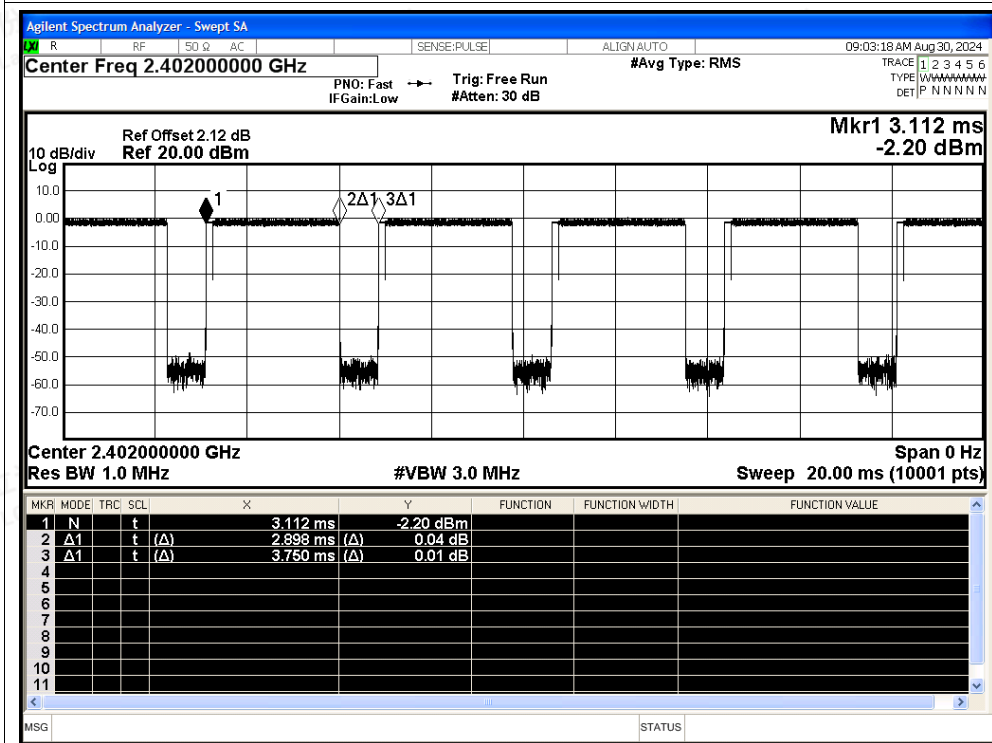 Agilent Spectrum Analyzer - Swept SA
LXI R RF 50 Ω AC SENSE:PULSE ALIGN AUTO 09:03:18 AM Aug 30, 2024
Center Freq 2.402000000 GHz #Avg Type: RMS TRACE 1 2 3 4 5 6
PNO: Fast Trig: Free Run TYPE
IFGain:Low #Atten: 30 dB DET P N N N N N
Mkr1 3.112 ms
Ref Offset 2.12 dB
10 dB/div Ref 20.00 dBm -2.20 dBm
Log
10.0
1 2Δ1 3Δ1
0.00
-10.0
-20.0
-30.0
-40.0
-50.0
-60.0
-70.0
Center 2.402000000 GHz Span 0 Hz
Res BW 1.0 MHz #VBW 3.0 MHz Sweep 20.00 ms (10001 pts)
MKR MODE TRC SCL X Y FUNCTION FUNCTION WIDTH FUNCTION VALUE
1 N t 3.112 ms -2.20 dBm
2 Δ1 t (Δ) 2.898 ms (Δ) 0.04 dB
3 Δ1 t (Δ) 3.750 ms (Δ) 0.01 dB
4
5
6
7
8
9
10
11
MSG STATUS